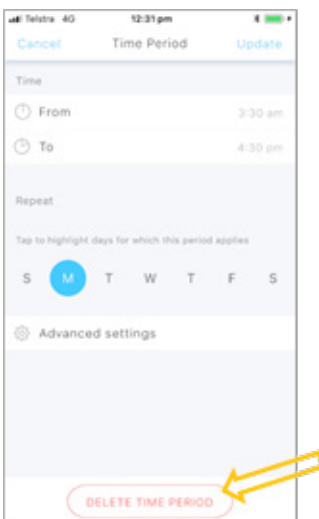 Telstra 4G 12:31 pm
Cancel Time Period Update
Time
From 3:30 am
To 4:30 pm
Repeat
Tap to highlight days for which this period applies
S M T W T F S
Advanced settings
DELETE TIME PERIOD